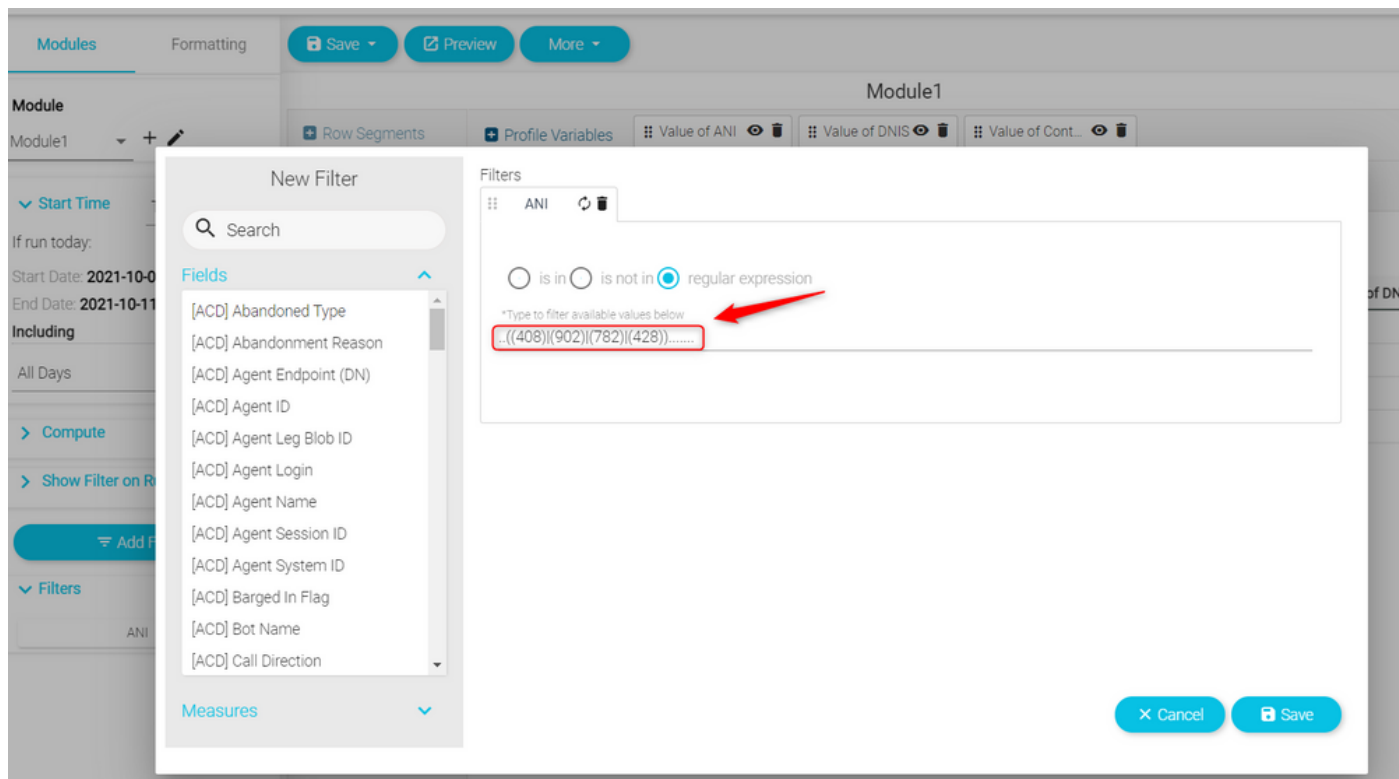 Modules Formatting Save Preview More
Module1
Module
Module1
Row Segments Profile Variables Value of ANI Value of DNIS Value of Cont...
New Filter
Search
Fields
[ACD] Abandoned Type
[ACD] Abandonment Reason
[ACD] Agent Endpoint (DN)
[ACD] Agent ID
[ACD] Agent Leg Blob ID
[ACD] Agent Login
[ACD] Agent Name
[ACD] Agent Session ID
[ACD] Agent System ID
[ACD] Barged In Flag
[ACD] Bot Name
[ACD] Call Direction
Measures
Filters
ANI
is in is not in regular expression
*Type to filter available values below
..((408)|(902)|(782)|(428)).......
Cancel Save
Start Time
If run today:
Start Date: 2021-10-0
End Date: 2021-10-11
Including
All Days
Compute
Show Filter on R
Add F
Filters
ANI
of DN